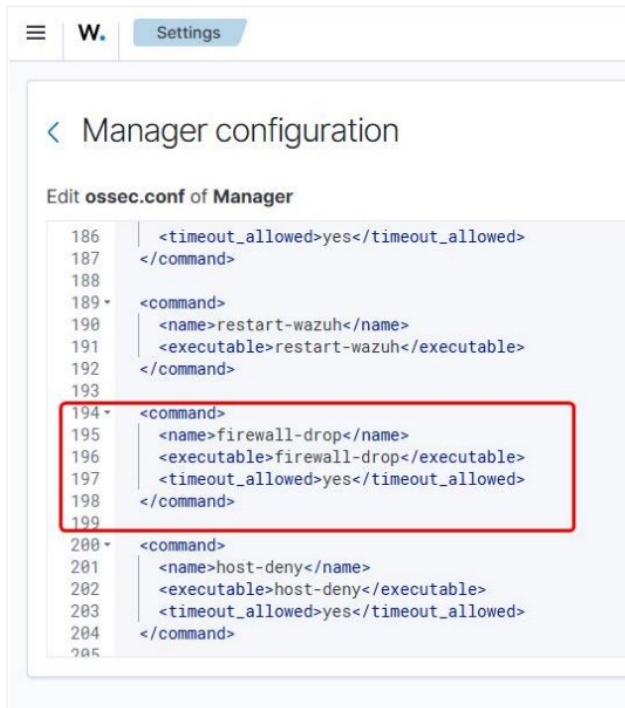 W. Settings
Manager configuration
Edit ossec.conf of Manager
186 <timeout_allowed>yes</timeout_allowed>
187 </command>
188
189 <command>
190 <name>restart-wazuh</name>
191 <executable>restart-wazuh</executable>
192 </command>
193
194 <command>
195 <name>firewall-drop</name>
196 <executable>firewall-drop</executable>
197 <timeout_allowed>yes</timeout_allowed>
198 </command>
199
200 <command>
201 <name>host-deny</name>
202 <executable>host-deny</executable>
203 <timeout_allowed>yes</timeout_allowed>
204 </command>
205